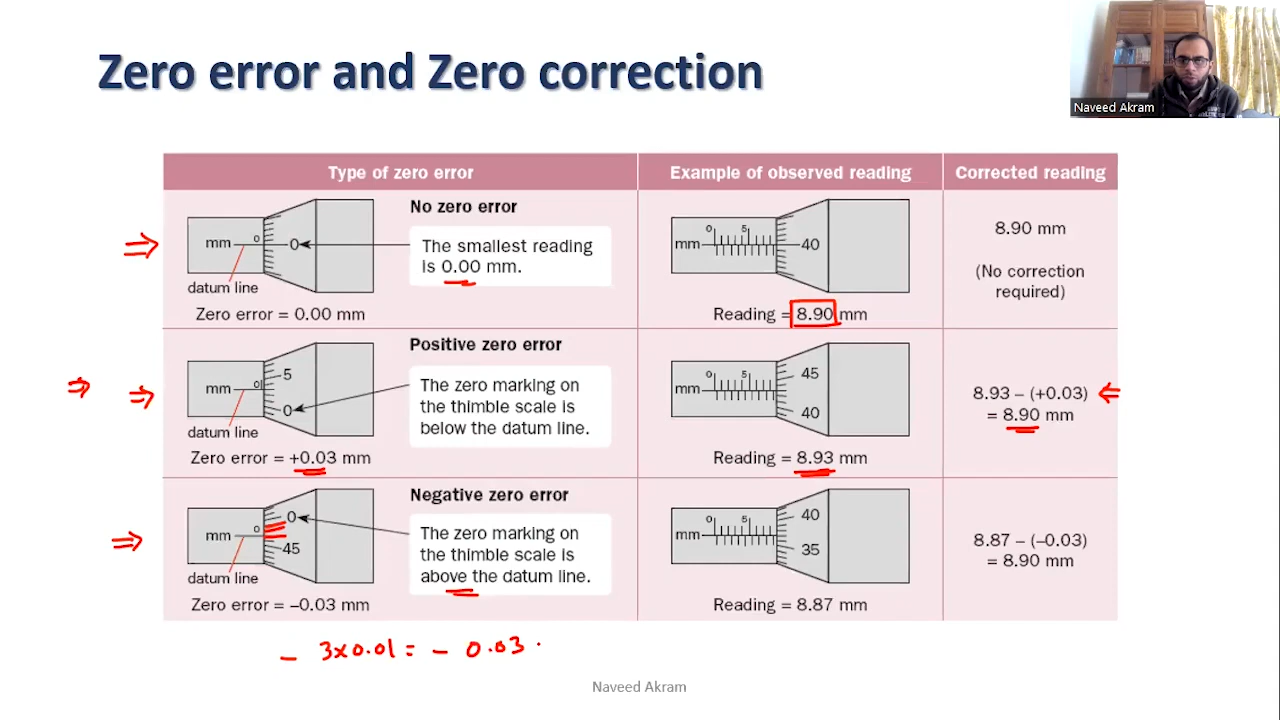 Zero error and Zero correction
Naveed Akram
Type of zero error
Example of observed reading
Corrected reading
No zero error
mm
0
0
The smallest reading
is 0.00 mm.
datum line
Zero error = 0.00 mm
0
5
mm
40
Reading = 8.90 mm
8.90 mm
(No correction
required)
Positive zero error
mm
0
5
0
The zero marking on
the thimble scale is
below the datum line.
datum line
Zero error = +0.03 mm
0
5
mm
45
40
Reading = 8.93 mm
8.93 – (+0.03)
= 8.90 mm
Negative zero error
mm
0
0
45
The zero marking on
the thimble scale is
above the datum line.
datum line
Zero error = –0.03 mm
0
5
mm
40
35
Reading = 8.87 mm
8.87 – (–0.03)
= 8.90 mm
– 3x0.01 = – 0.03
Naveed Akram